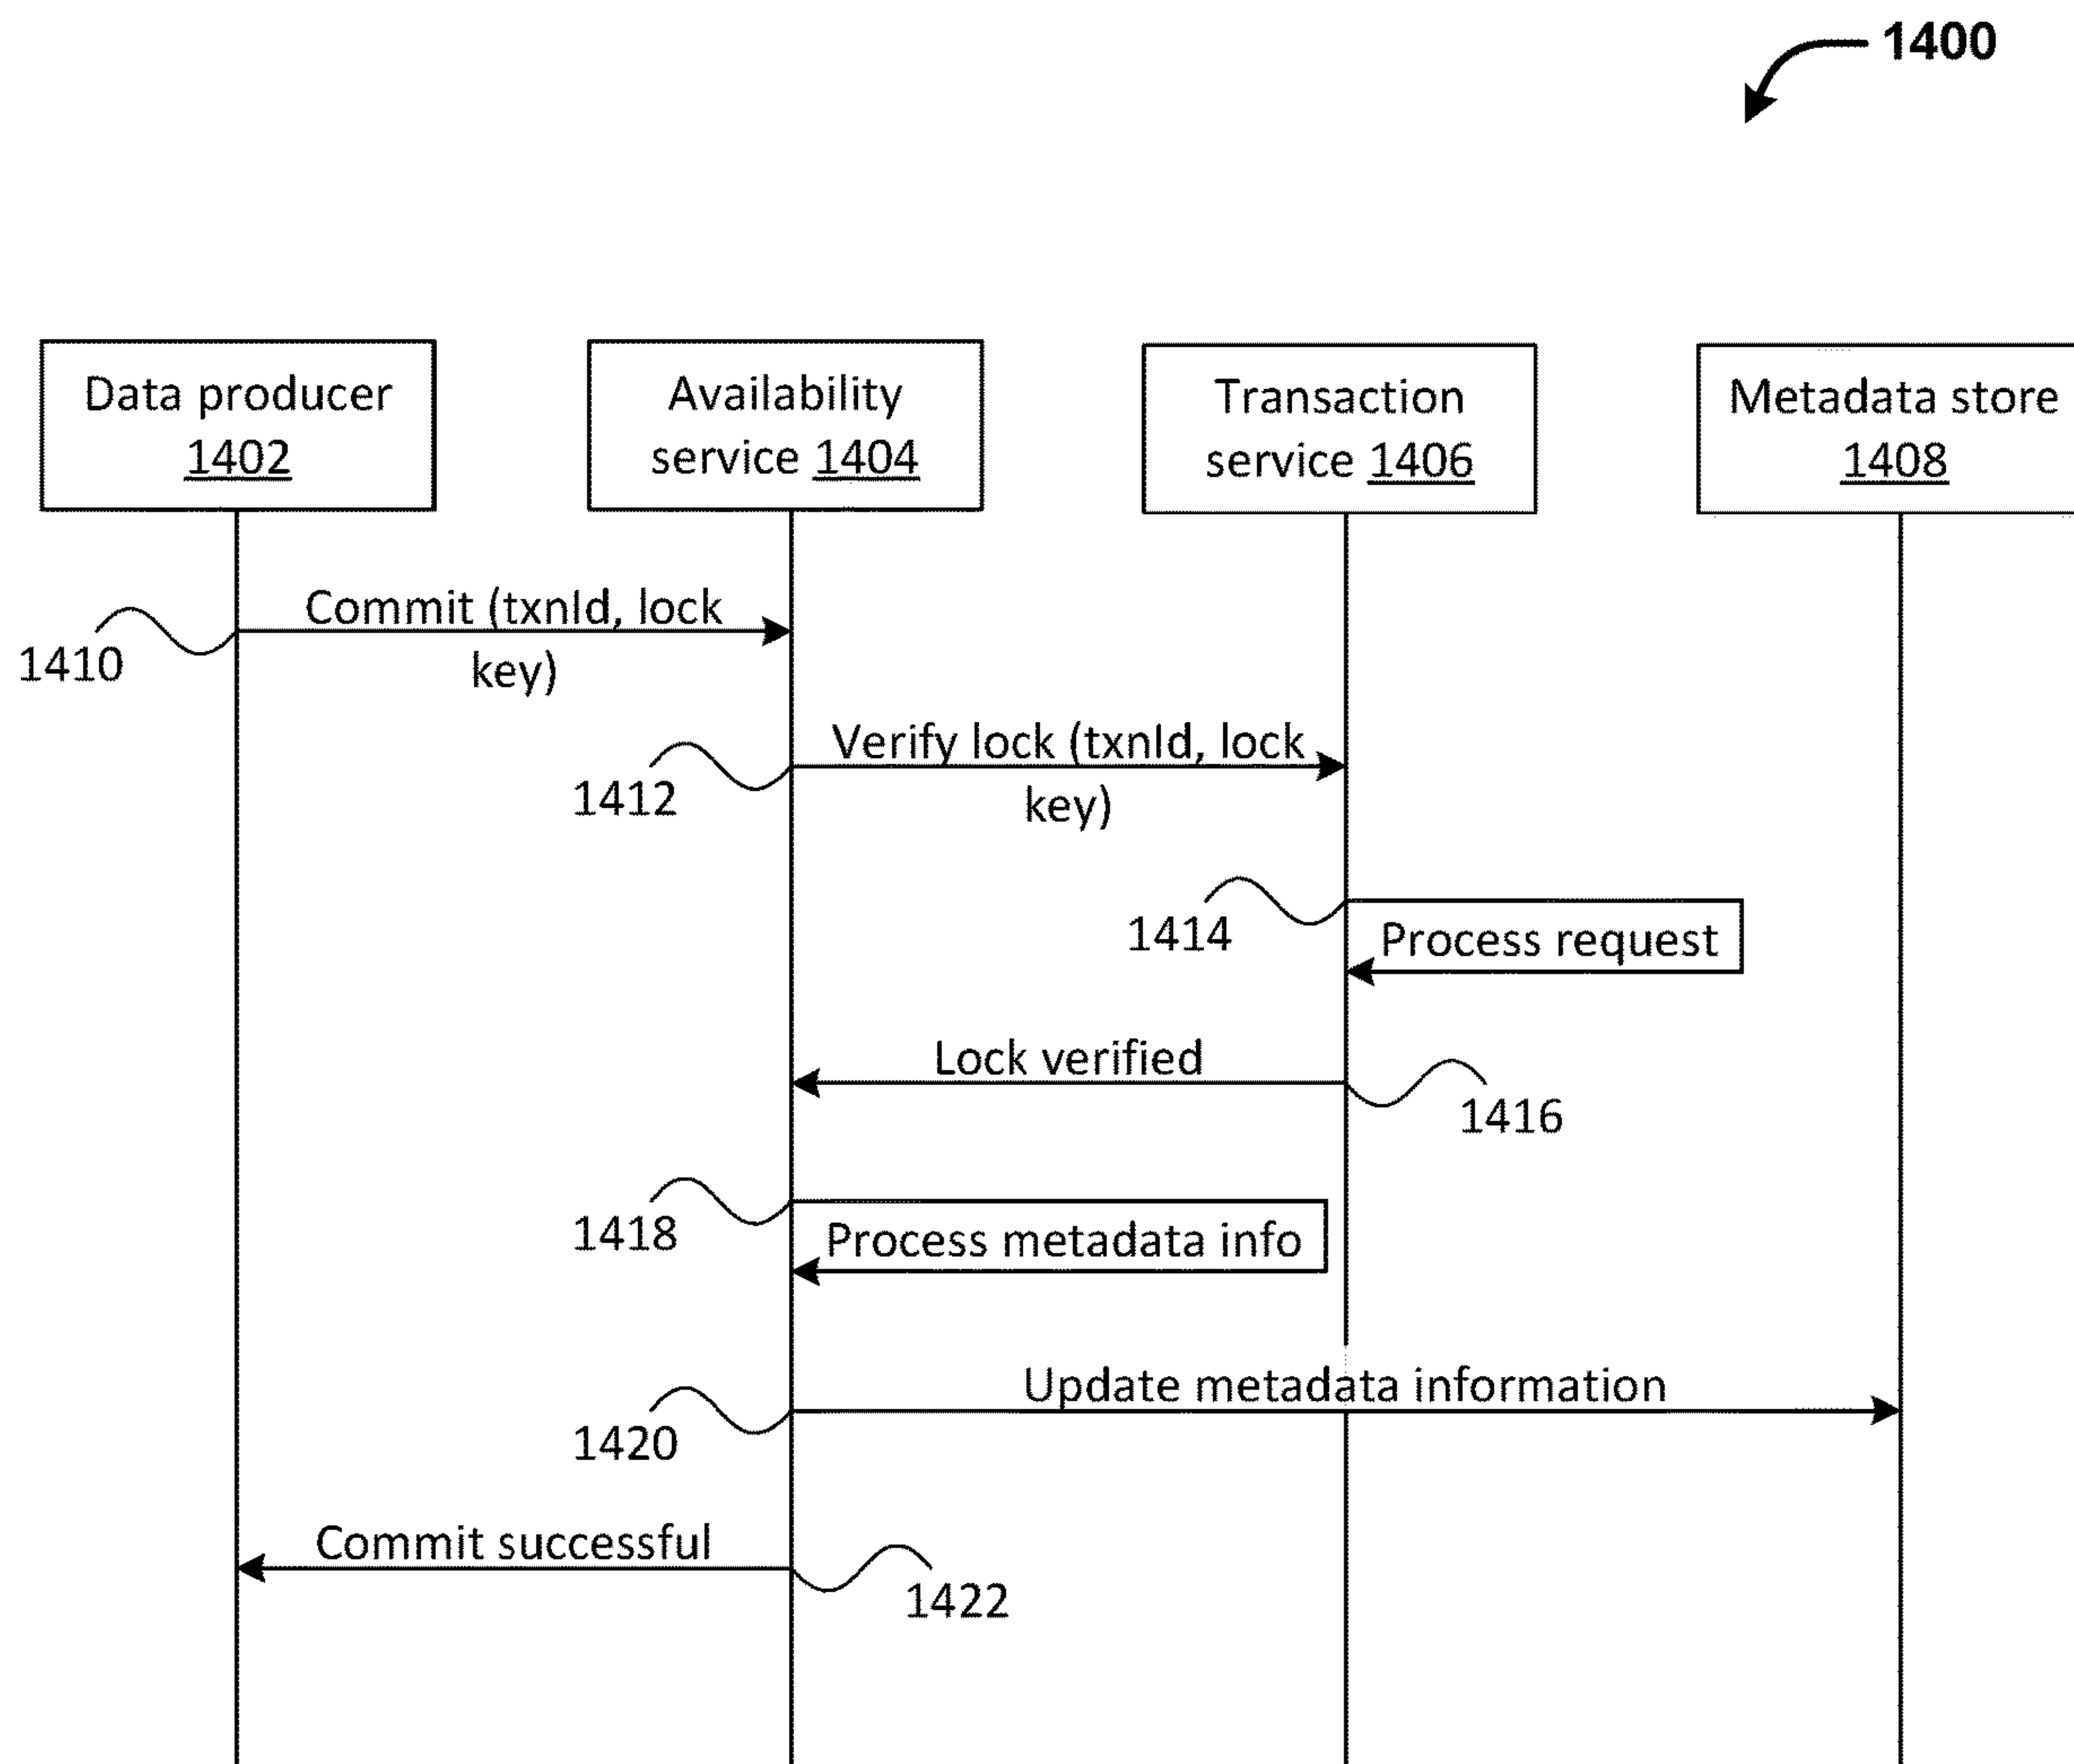 1400
Data producer
1402
Availability
service 1404
Transaction
service 1406
Metadata store
1408
Commit (txnId, lock
key)
1410
Verify lock (txnId, lock
key)
1412
1414
Process request
Lock verified
1416
1418
Process metadata info
Update metadata information
1420
Commit successful
1422